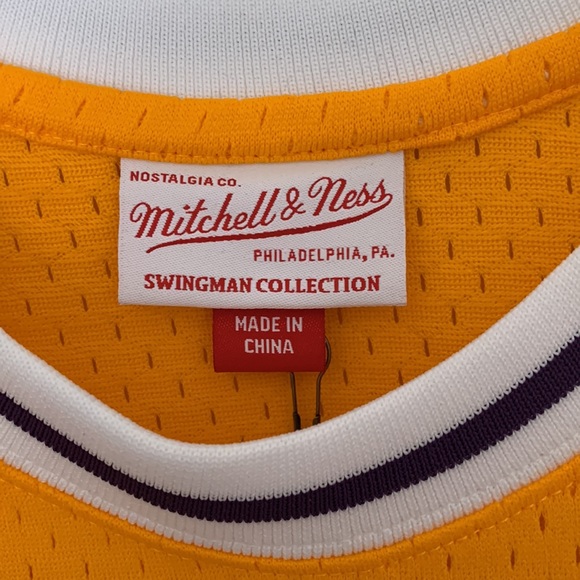 NOSTALGIA CO.
Mitchell & Ness
PHILADELPHIA, PA.
SWINGMAN COLLECTION
MADE IN
CHINA